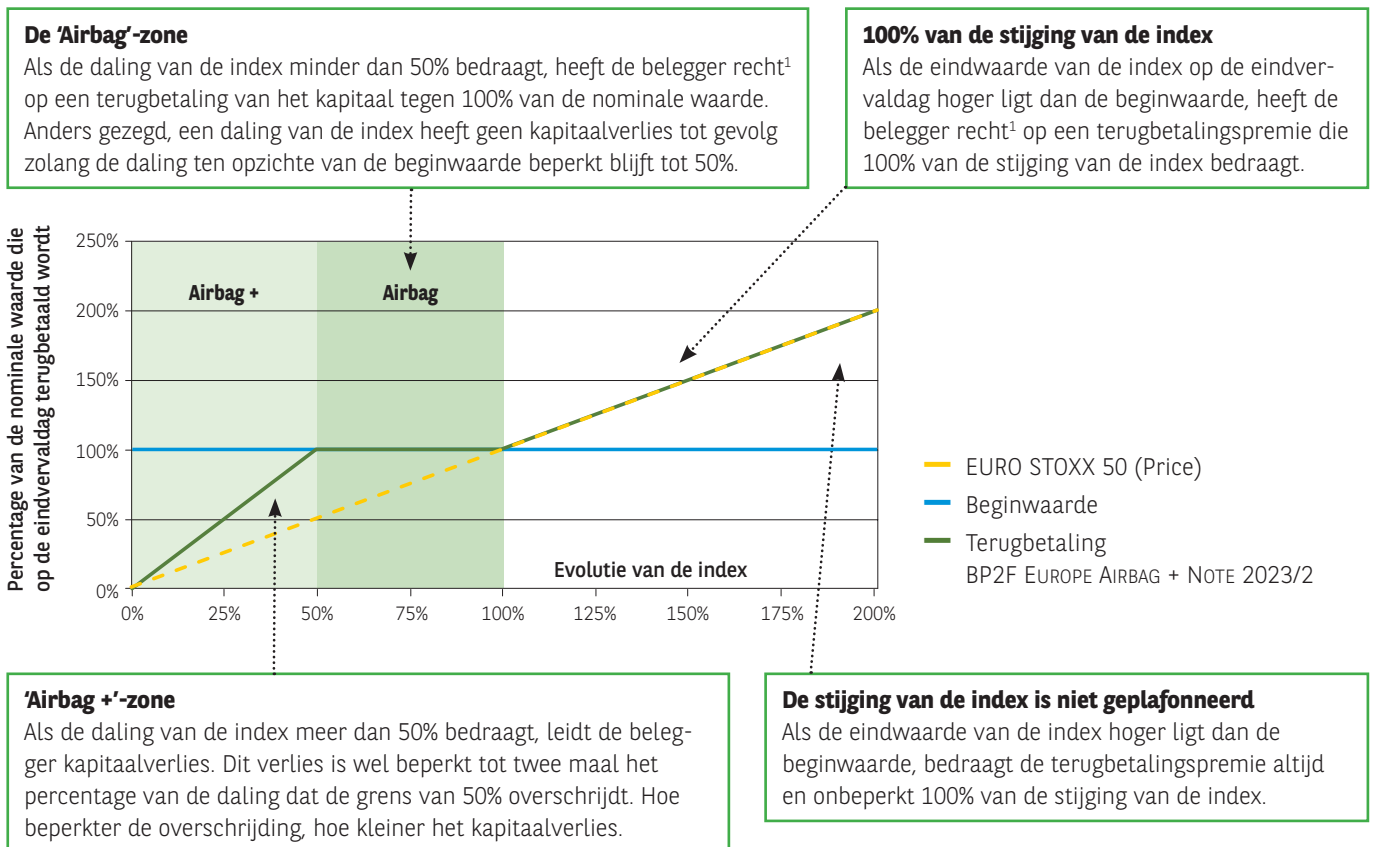 De 'Airbag'-zone
Als de daling van de index minder dan 50% bedraagt, heeft de belegger recht¹
op een terugbetaling van het kapitaal tegen 100% van de nominale waarde.
Anders gezegd, een daling van de index heeft geen kapitaalverlies tot gevolg
zolang de daling ten opzichte van de beginwaarde beperkt blijft tot 50%.
100% van de stijging van de index
Als de eindwaarde van de index op de eindver-
valdag hoger ligt dan de beginwaarde, heeft de
belegger recht¹ op een terugbetalingspremie die
100% van de stijging van de index bedraagt.
Percentage van de nominale waarde die
op de eindvervaldag terugbetaald wordt
250%
200%
150%
100%
50%
0%
Airbag +
Airbag
Evolutie van de index
0%
25%
50%
75%
100%
125%
150%
175%
200%
EURO STOXX 50 (Price)
Beginwaarde
Terugbetaling
BP2F EUROPE AIRBAG + NOTE 2023/2
'Airbag +'-zone
Als de daling van de index meer dan 50% bedraagt, leidt de beleg-
ger kapitaalverlies. Dit verlies is wel beperkt tot twee maal het
percentage van de daling dat de grens van 50% overschrijdt. Hoe
beperkter de overschrijding, hoe kleiner het kapitaalverlies.
De stijging van de index is niet geplafonneerd
Als de eindwaarde van de index hoger ligt dan de
beginwaarde, bedraagt de terugbetalingspremie altijd
en onbeperkt 100% van de stijging van de index.